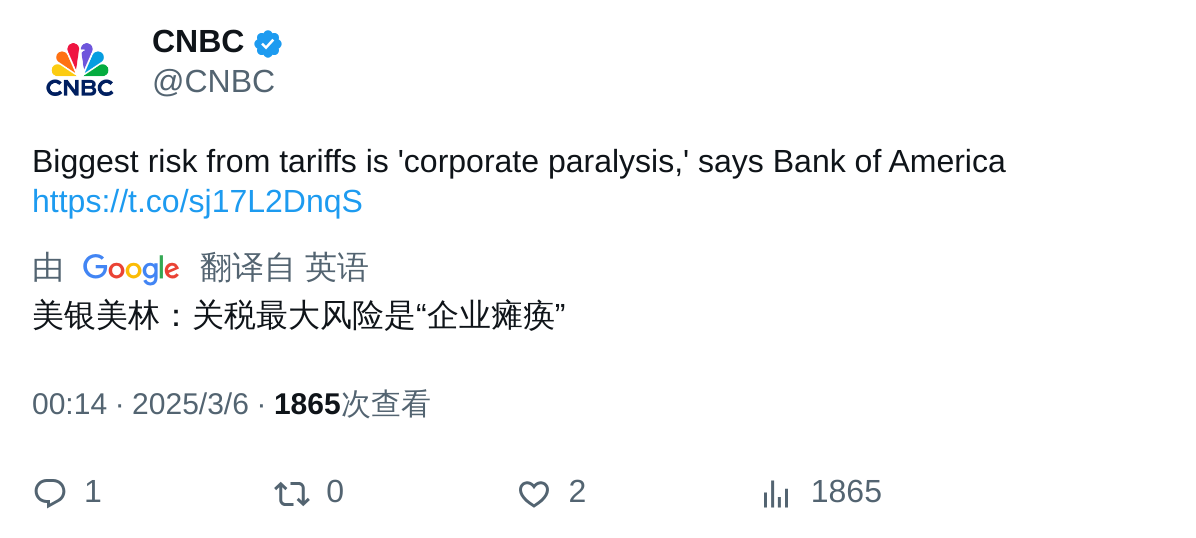 CNBC
CNBC
@CNBC
Biggest risk from tariffs is 'corporate paralysis,' says Bank of America
https://t.co/sj17L2DnqS
由 Google 翻译自 英语
美银美林：关税最大风险是“企业瘫痪”
00:14 · 2025/3/6 · 1865次查看
1 0 2 1865